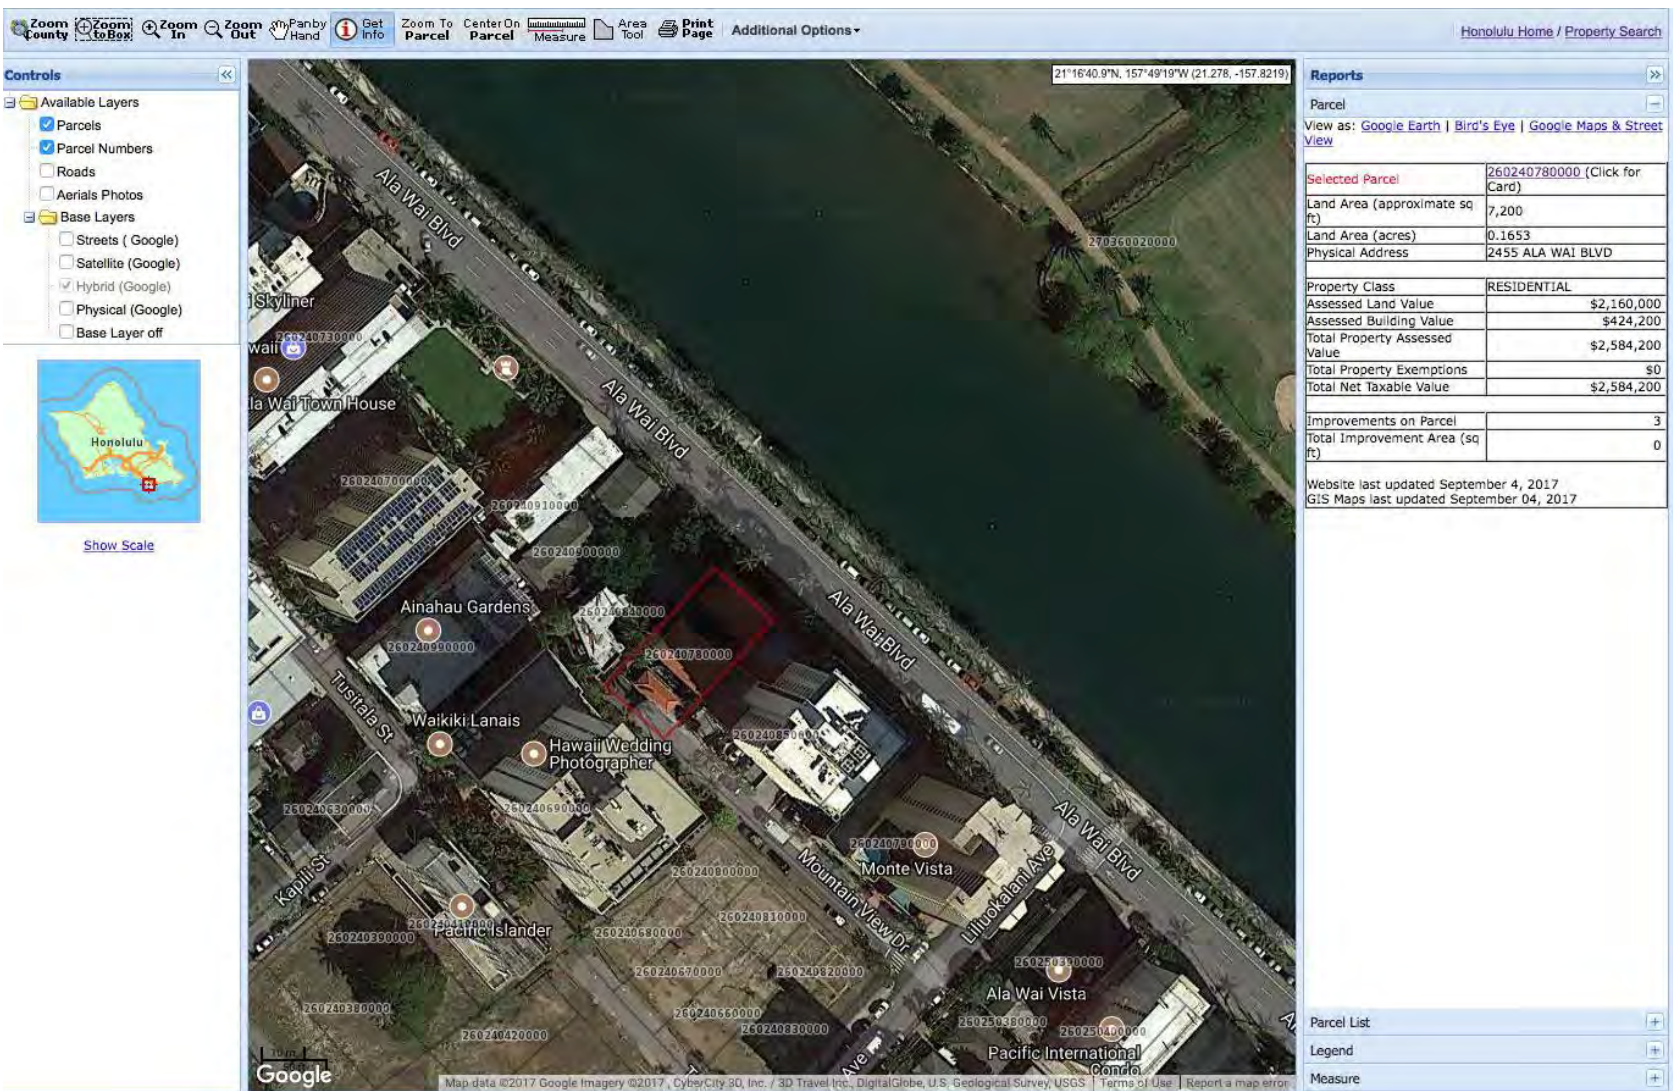 Zoom County
Zoom to Box
Zoom In
Zoom Out
Pan by Hand
Get Info
Zoom To Parcel
Center On Parcel
Measure
Area Tool
Print Page
Additional Options
Honolulu Home / Property Search
Controls
Available Layers
Parcels
Parcel Numbers
Roads
Aerials Photos
Base Layers
Streets ( Google)
Satellite (Google)
Hybrid (Google)
Physical (Google)
Base Layer off
Honolulu
Show Scale
21°16'40.9"N, 157°49'19"W (21.278, -157.8219)
Ala Wai Blvd
270360020000
Skyliner
260240730000
waii
la Wai Town House
Ala Wai Blvd
260240700000
260240910000
260240900000
Ainahau Gardens
260240990000
260240840000
260240780000
Ala Wai Blvd
Tusitala St
Waikiki Lanais
Hawaii Wedding
Photographer
260240850000
260240630000
260240690000
Ala Wai Blvd
260240790000
Monte Vista
Kapili St
260240800000
Mountain View Dr
Liliuokalani Ave
260240410000
Pacific Islander
260240390000
260240810000
260240680000
260240670000
260240820000
Ala Wai Vista
260240380000
260240660000
260240420000
260240830000
260250380000
260250400000
Ave
Pacific International
Condo
10 m
Google
Map data ©2017 Google Imagery ©2017 , CyberCity 3D, Inc. / 3D Travel Inc., DigitalGlobe, U.S. Geological Survey, USGS
Terms of Use
Report a map error
Reports
Parcel
View as: Google Earth | Bird's Eye | Google Maps & Street
View
Selected Parcel 260240780000 (Click for
Card)
Land Area (approximate sq
ft) 7,200
Land Area (acres) 0.1653
Physical Address 2455 ALA WAI BLVD
Property Class RESIDENTIAL
Assessed Land Value $2,160,000
Assessed Building Value $424,200
Total Property Assessed
Value $2,584,200
Total Property Exemptions $0
Total Net Taxable Value $2,584,200
Improvements on Parcel 3
Total Improvement Area (sq
ft) 0
Website last updated September 4, 2017
GIS Maps last updated September 04, 2017
Parcel List
Legend
Measure